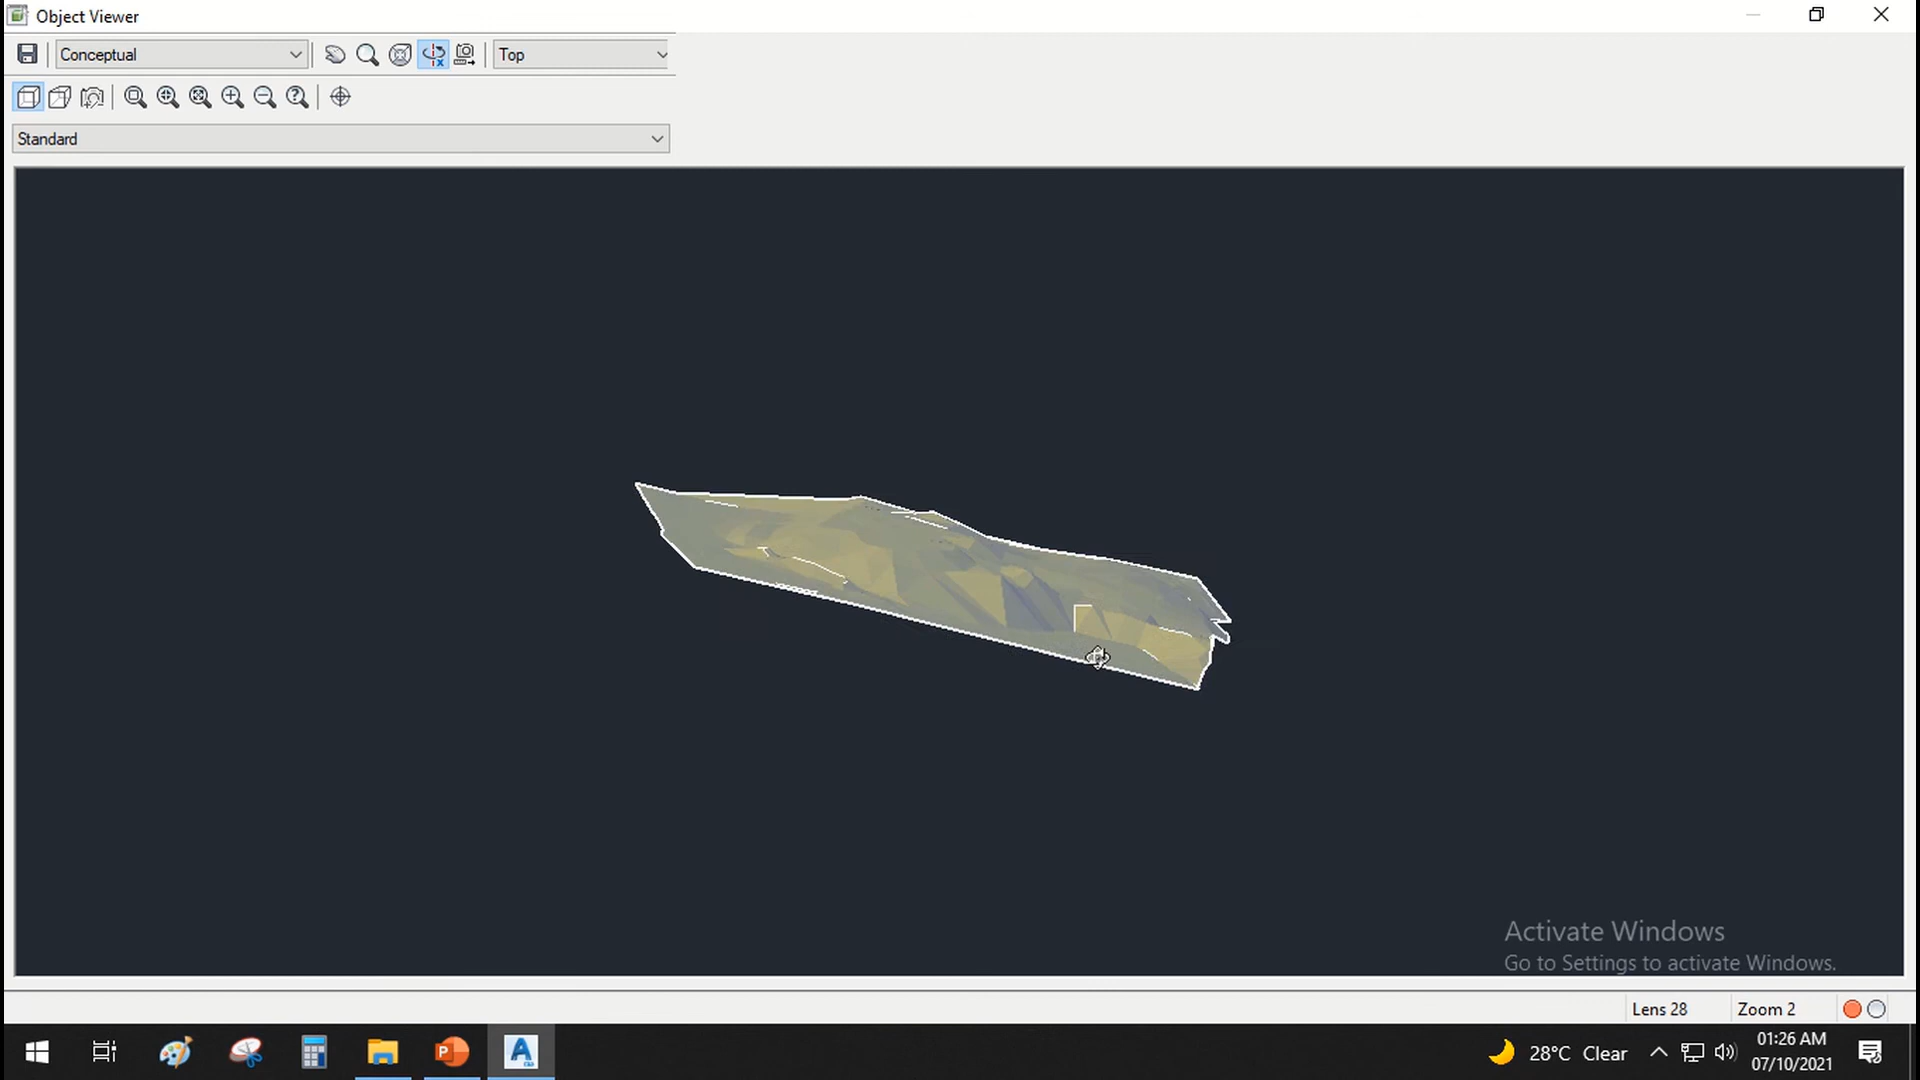 Object Viewer
Conceptual
Top
Standard
Activate Windows
Go to Settings to activate Windows.
Lens 28
Zoom 2
28°C Clear
01:26 AM
07/10/2021